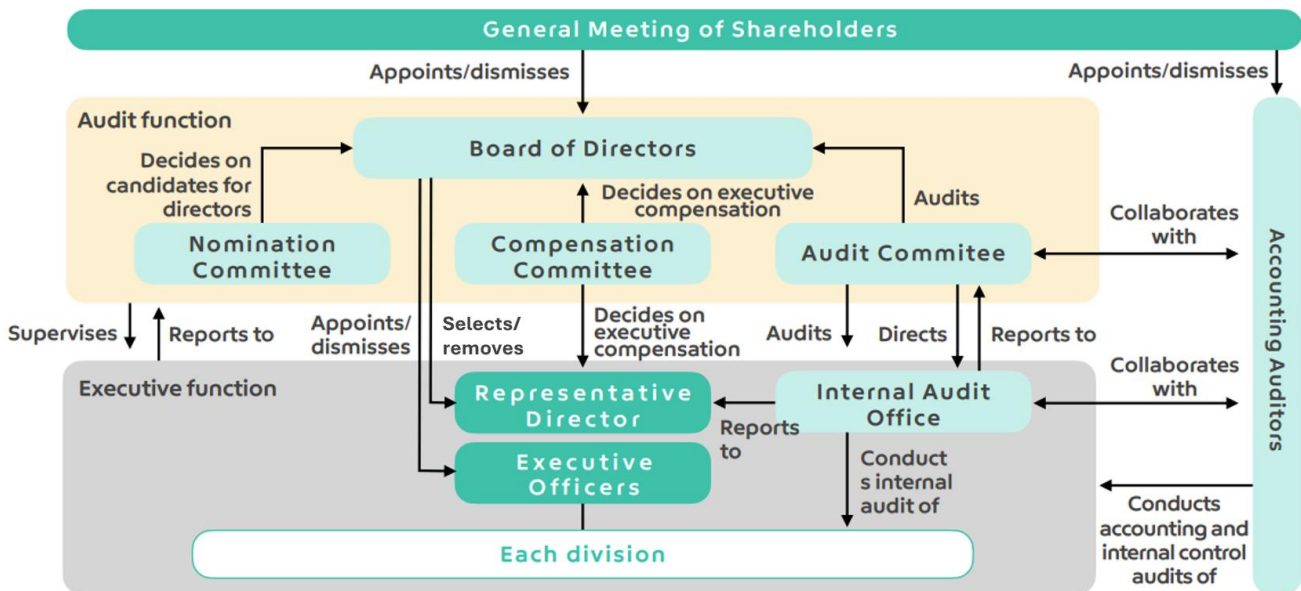 General Meeting of Shareholders
Appoints/dismisses
Appoints/dismisses
Audit function
Board of Directors
Decides on
candidates for
directors
Decides on executive
compensation
Audits
Nomination
Committee
Compensation
Committee
Audit Commitee
Collaborates
with
Accounting Auditors
Supervises
Reports to
Appoints/
dismisses
Selects/
removes
Decides on
executive
compensation
Audits
Directs
Reports to
Executive function
Representative
Director
Reports
to
Internal Audit
Office
Collaborates
with
Executive
Officers
Conduct
s internal
audit of
Conducts
accounting and
internal control
audits of
Each division